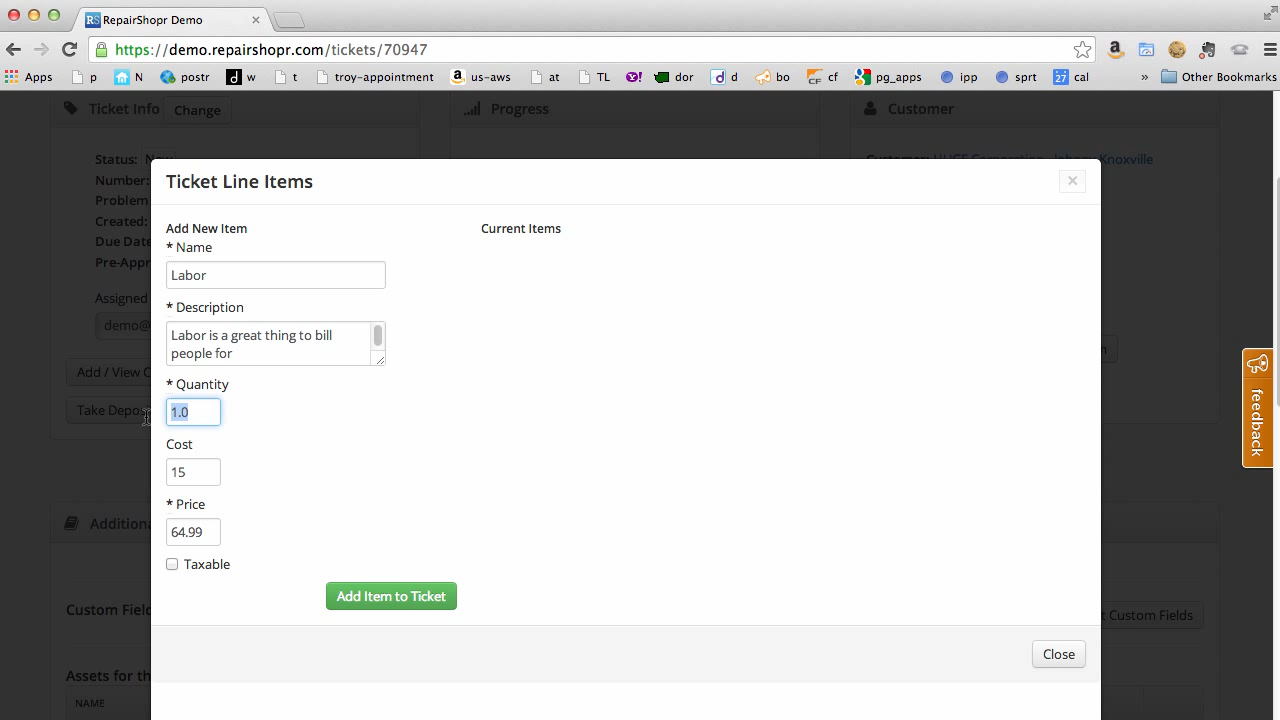 RepairShopr Demo
https://demo.repairshopr.com/tickets/70947
Apps p N postr w t troy-appointment us-aws at TL dor d bo cf pg_apps ipp sprt 27 cal » Other Bookmarks
Ticket Info Change Progress Customer
Status:
Number:
Problem
Created:
Due Date
Pre-Appr
Assigned
demo@
Add / View C
Take Depos
Knoxville
Ticket Line Items
Add New Item Current Items
* Name
Labor
* Description
Labor is a great thing to bill
people for
* Quantity
1.0
Cost
15
* Price
64.99
Taxable
Add Item to Ticket
Close
feedback
Additiona
Custom Field
t Custom Fields
Assets for th
NAME